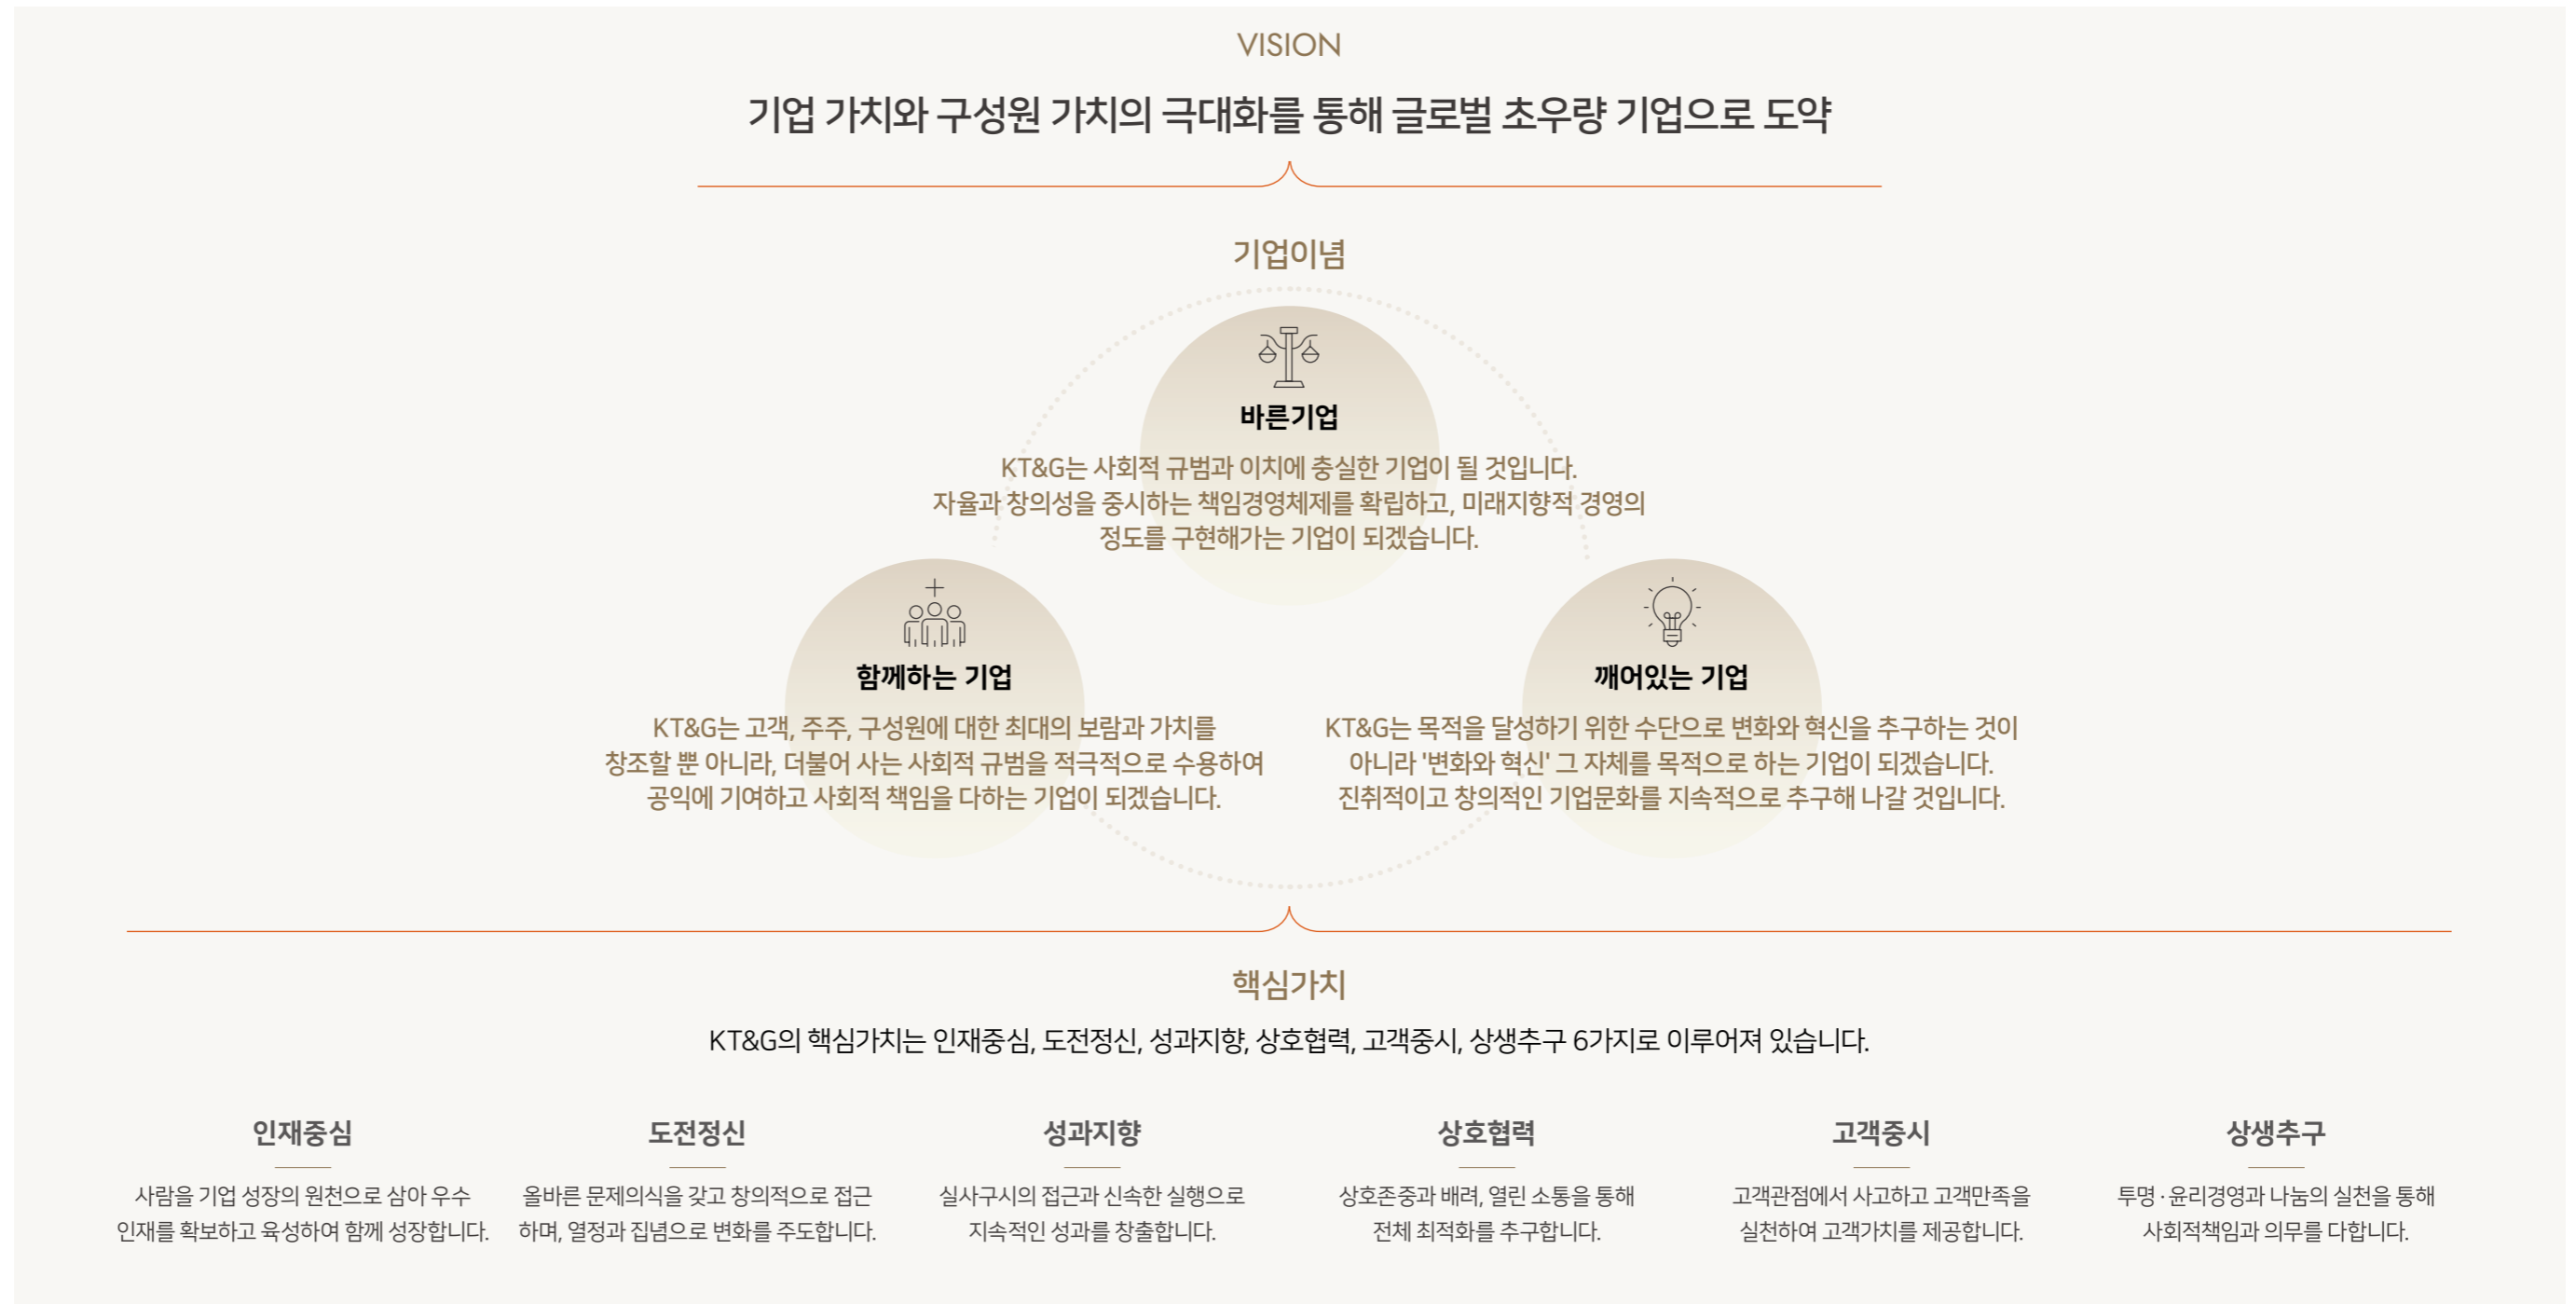 VISION
기업 가치와 구성원 가치의 극대화를 통해 글로벌 초우량 기업으로 도약
기업이념
바른기업
KT&G는 사회적 규범과 이치에 충실한 기업이 될 것입니다.
자율과 창의성을 중시하는 책임경영체제를 확립하고, 미래지향적 경영의
정도를 구현해가는 기업이 되겠습니다.
함께하는 기업
KT&G는 고객, 주주, 구성원에 대한 최대의 보람과 가치를
창조할 뿐 아니라, 더불어 사는 사회적 규범을 적극적으로 수용하여
공익에 기여하고 사회적 책임을 다하는 기업이 되겠습니다.
깨어있는 기업
KT&G는 목적을 달성하기 위한 수단으로 변화와 혁신을 추구하는 것이
아니라 '변화와 혁신' 그 자체를 목적으로 하는 기업이 되겠습니다.
진취적이고 창의적인 기업문화를 지속적으로 추구해 나갈 것입니다.
핵심가치
KT&G의 핵심가치는 인재중심, 도전정신, 성과지향, 상호협력, 고객중시, 상생추구 6가지로 이루어져 있습니다.
인재중심
사람을 기업 성장의 원천으로 삼아 우수
인재를 확보하고 육성하여 함께 성장합니다.
도전정신
올바른 문제의식을 갖고 창의적으로 접근
하며, 열정과 집념으로 변화를 주도합니다.
성과지향
실사구시의 접근과 신속한 실행으로
지속적인 성과를 창출합니다.
상호협력
상호존중과 배려, 열린 소통을 통해
전체 최적화를 추구합니다.
고객중시
고객관점에서 사고하고 고객만족을
실천하여 고객가치를 제공합니다.
상생추구
투명·윤리경영과 나눔의 실천을 통해
사회적책임과 의무를 다합니다.